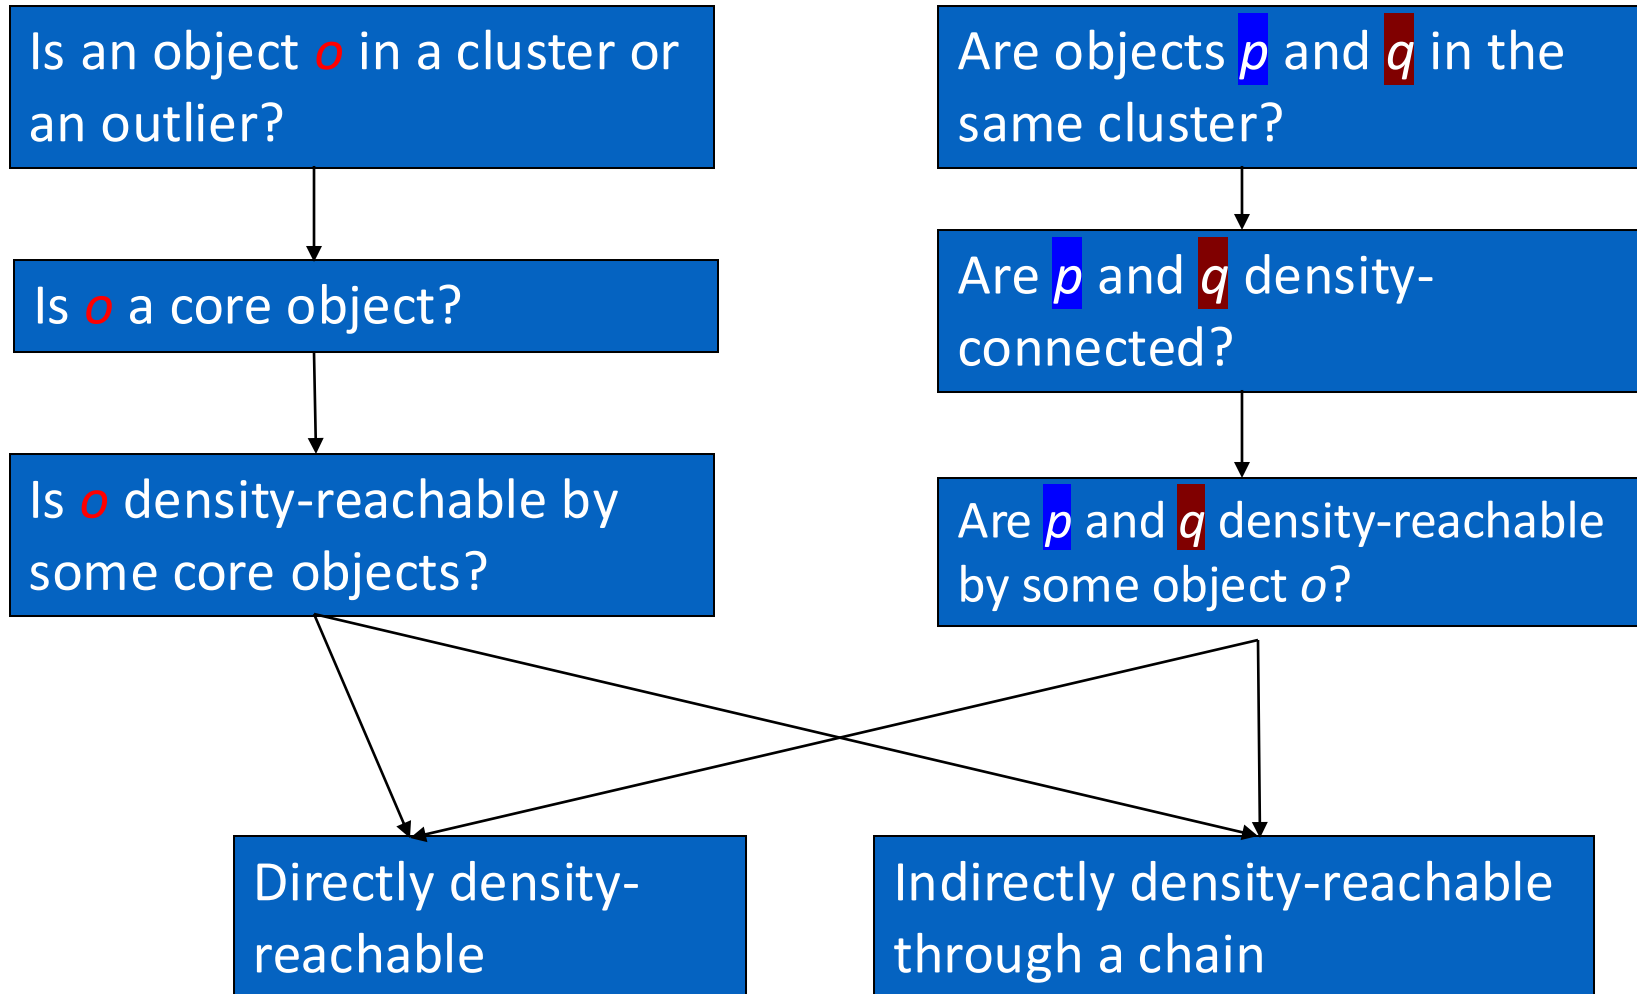 Is an object o in a cluster or
an outlier?
Is o a core object?
Is o density-reachable by
some core objects?
Are objects p and q in the
same cluster?
Are p and q density-
connected?
Are p and q density-reachable
by some object o?
Directly density-
reachable
Indirectly density-reachable
through a chain